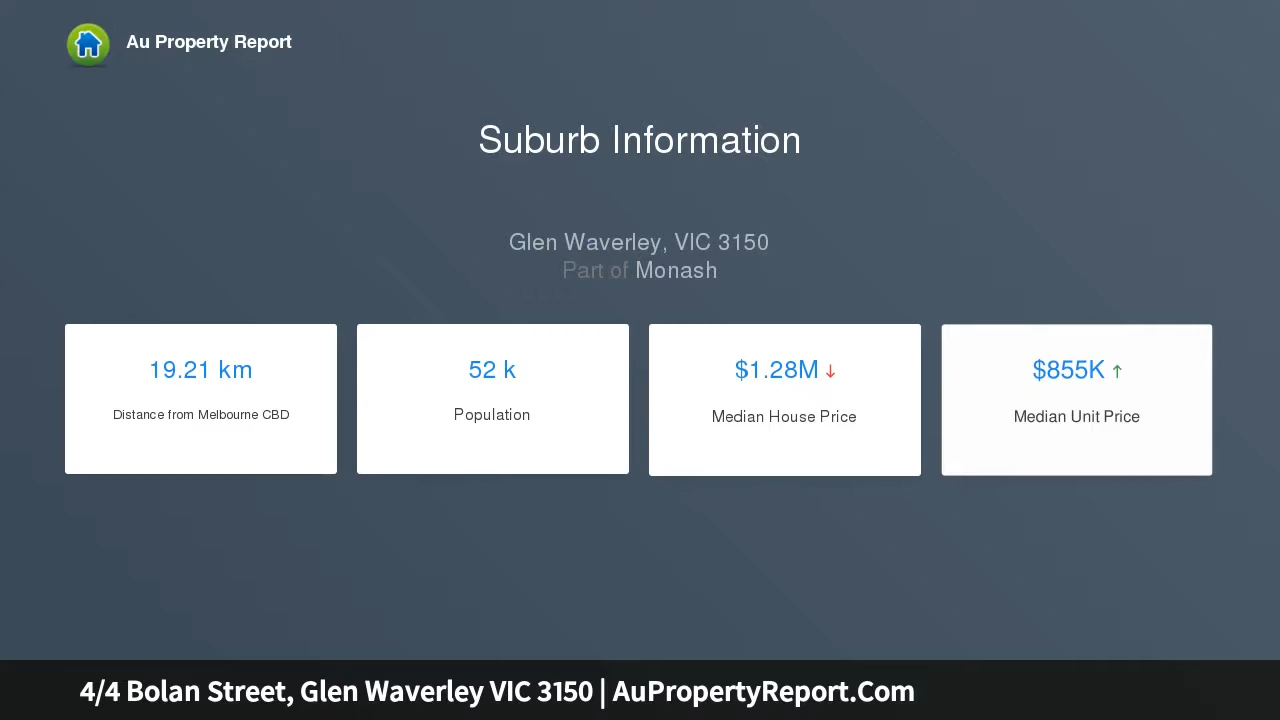 Au Property Report
Suburb Information
Glen Waverley, VIC 3150
Part of Monash
19.21 km
Distance from Melbourne CBD
52 k
Population
$1.28M ↓
Median House Price
$855K ↑
Median Unit Price
4/4 Bolan Street, Glen Waverley VIC 3150 | AuPropertyReport.Com